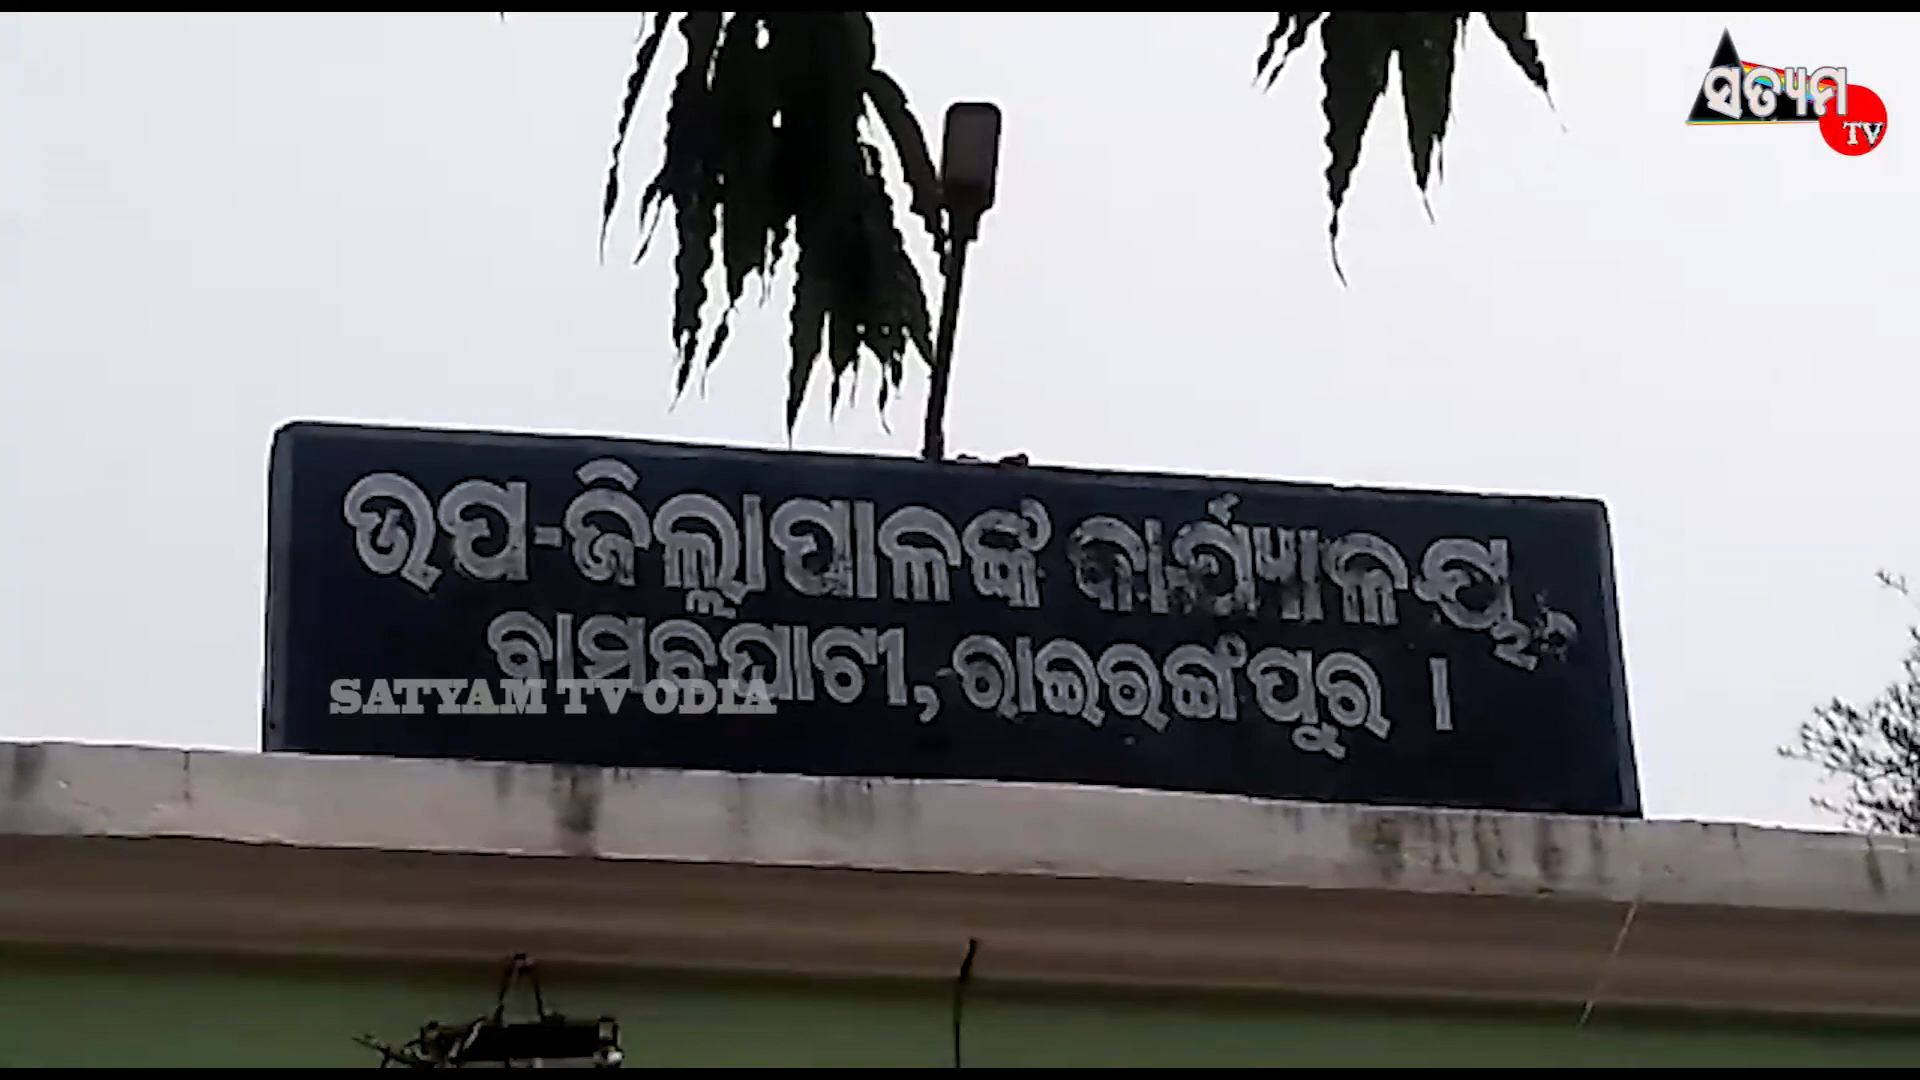 ସତ୍ୟମ
TV
ଉପ-ଜିଲ୍ଲାପାଳଙ୍କ କାର୍ଯ୍ୟାଳୟ,
ବାମନଘାଟୀ, ରାଇରଙ୍ଗପୁର ।
SATYAM TV ODIA